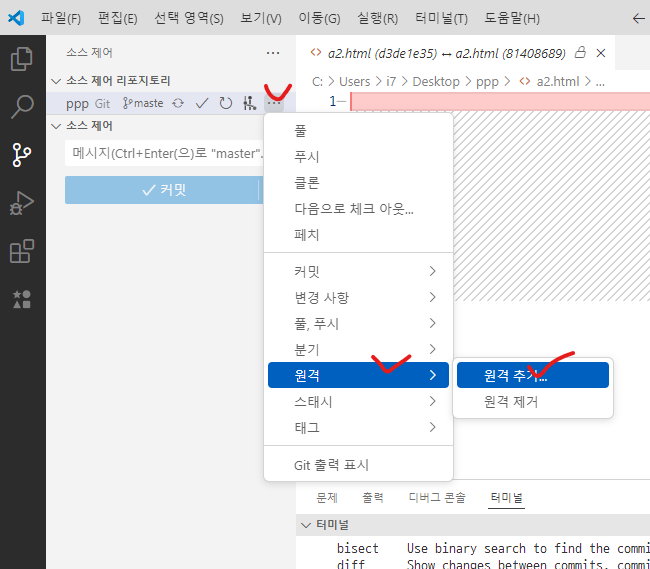 파일(F) 편집(E) 선택 영역(S) 보기(V) 이동(G) 실행(R) 터미널(T) 도움말(H)
소스 제어
a2.html (d3de1e35) ↔ a2.html (81408689)
소스 제어 리포지토리
C: > Users > i7 > Desktop > ppp > a2.html > ...
ppp Git maste
1
소스 제어
메시지(Ctrl+Enter(으)로 "master".
커밋
풀
푸시
클론
다음으로 체크 아웃...
페치
커밋
변경 사항
풀, 푸시
분기
원격
원격 추가...
스태시
원격 제거
태그
Git 출력 표시
문제 출력 디버그 콘솔 터미널
터미널
bisect Use binary search to find the commi
diff Show changes between commits, commi